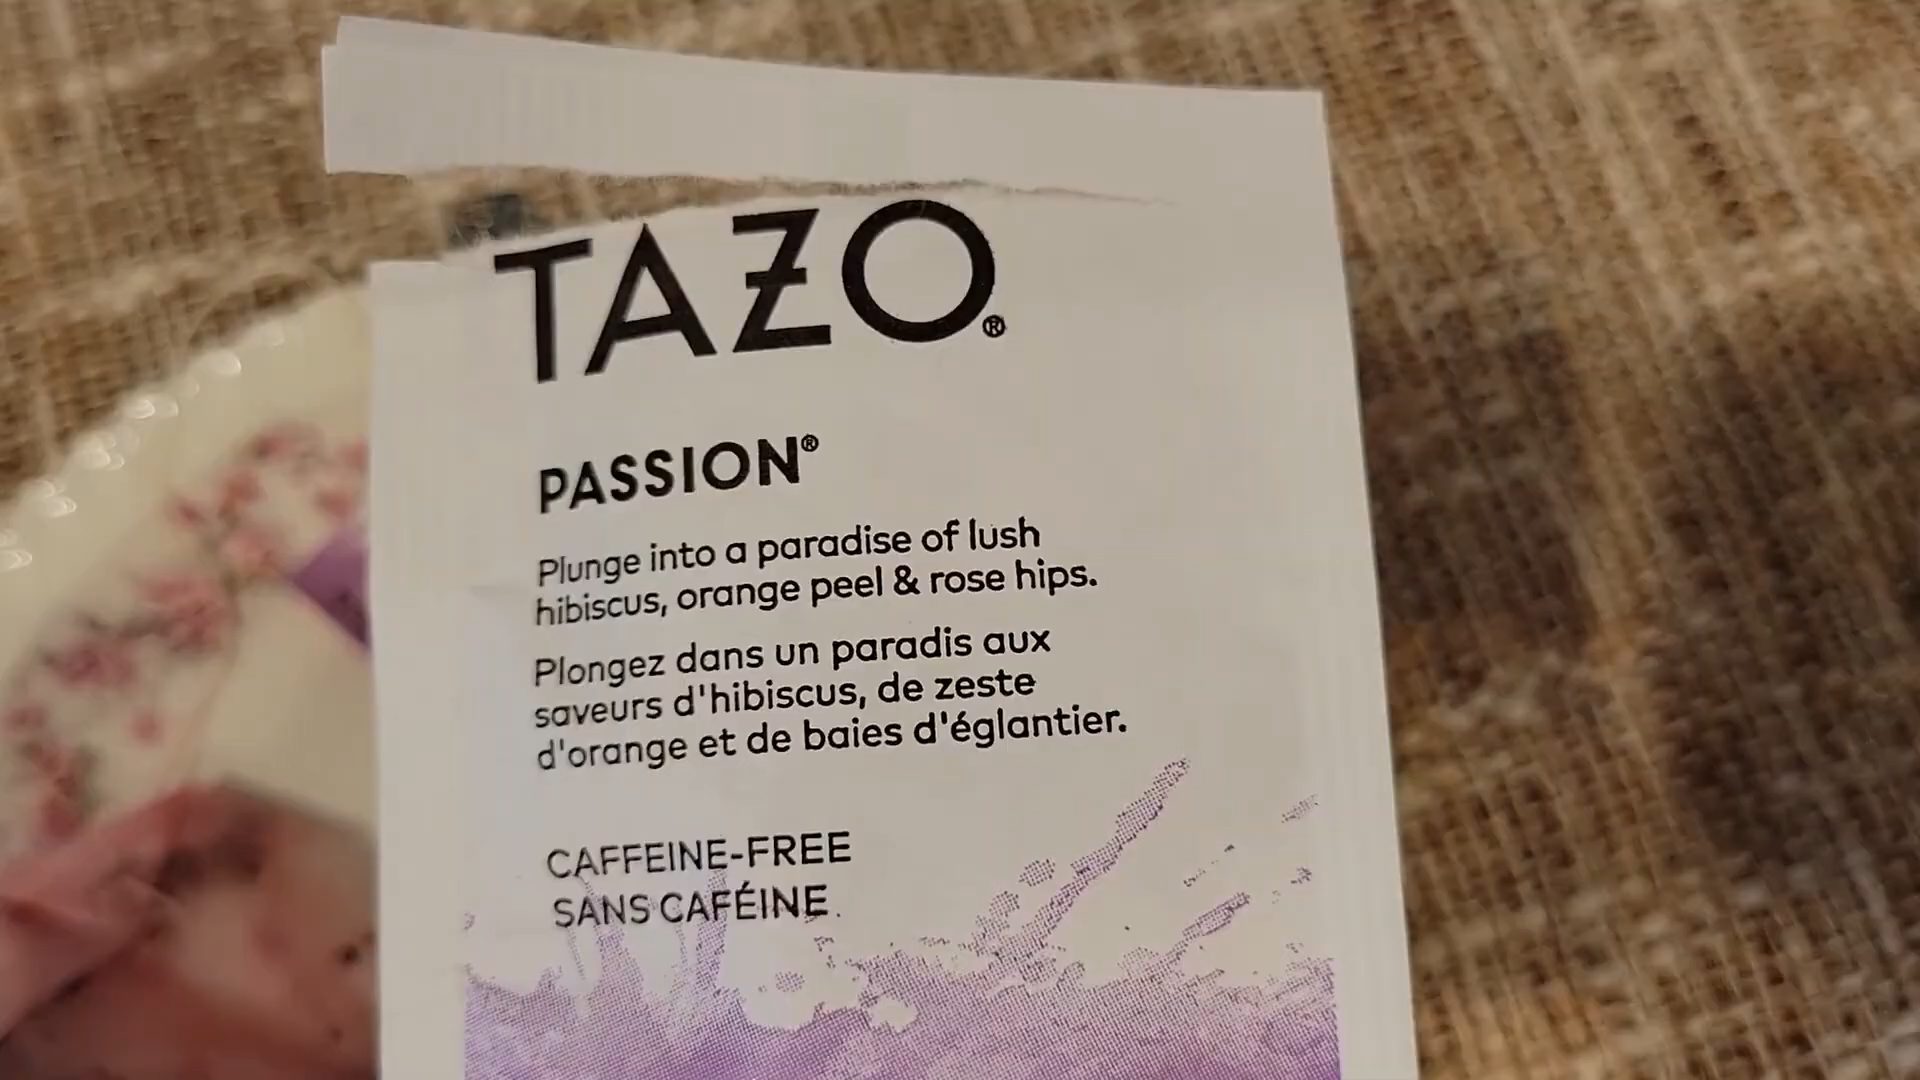 TAZO®
PASSION®
Plunge into a paradise of lush
hibiscus, orange peel & rose hips.
Plongez dans un paradis aux
saveurs d'hibiscus, de zeste
d'orange et de baies d'églantier.
CAFFEINE-FREE
SANS CAFÉINE